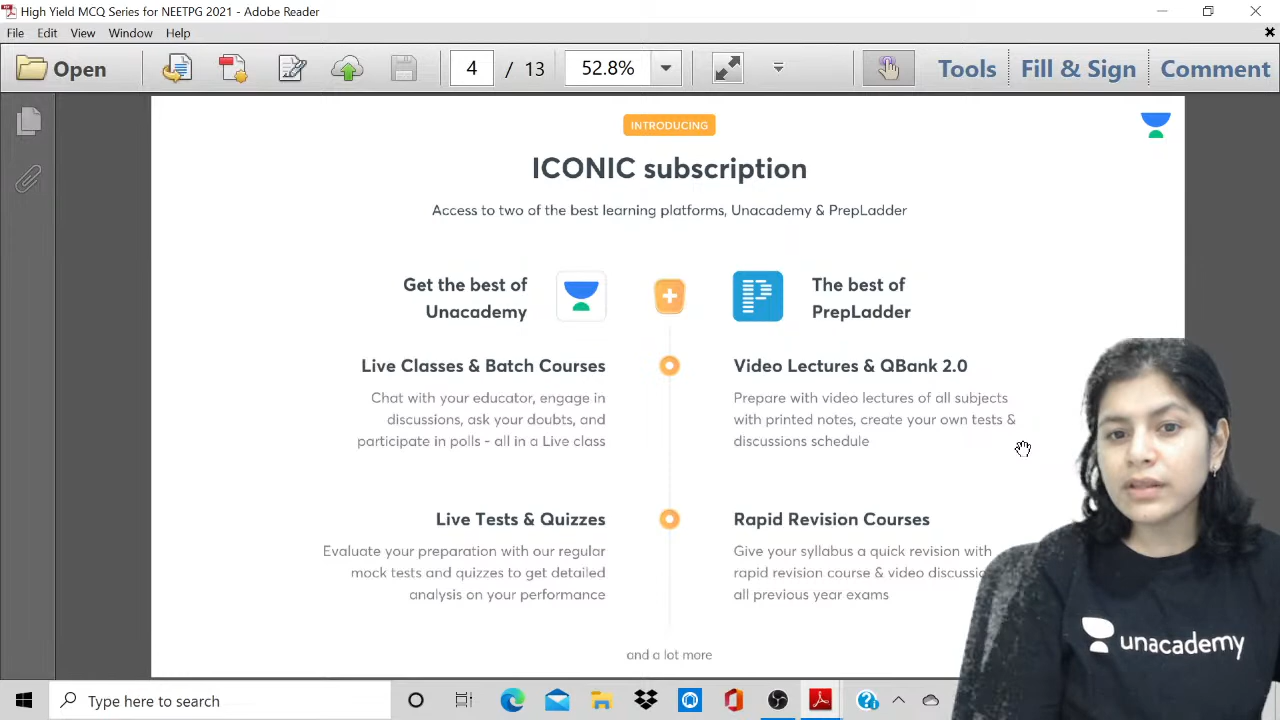 High Yield MCQ Series for NEETPG 2021 - Adobe Reader
File Edit View Window Help
Open 4 / 13 52.8% Tools Fill & Sign Comment
INTRODUCING
ICONIC subscription
Access to two of the best learning platforms, Unacademy & PrepLadder
Get the best of
Unacademy
The best of
PrepLadder
Live Classes & Batch Courses
Chat with your educator, engage in
discussions, ask your doubts, and
participate in polls - all in a Live class
Video Lectures & QBank 2.0
Prepare with video lectures of all subjects
with printed notes, create your own tests &
discussions schedule
Live Tests & Quizzes
Evaluate your preparation with our regular
mock tests and quizzes to get detailed
analysis on your performance
Rapid Revision Courses
Give your syllabus a quick revision with
rapid revision course & video
all previous year exams
and a lot more
unacademy
Type here to search